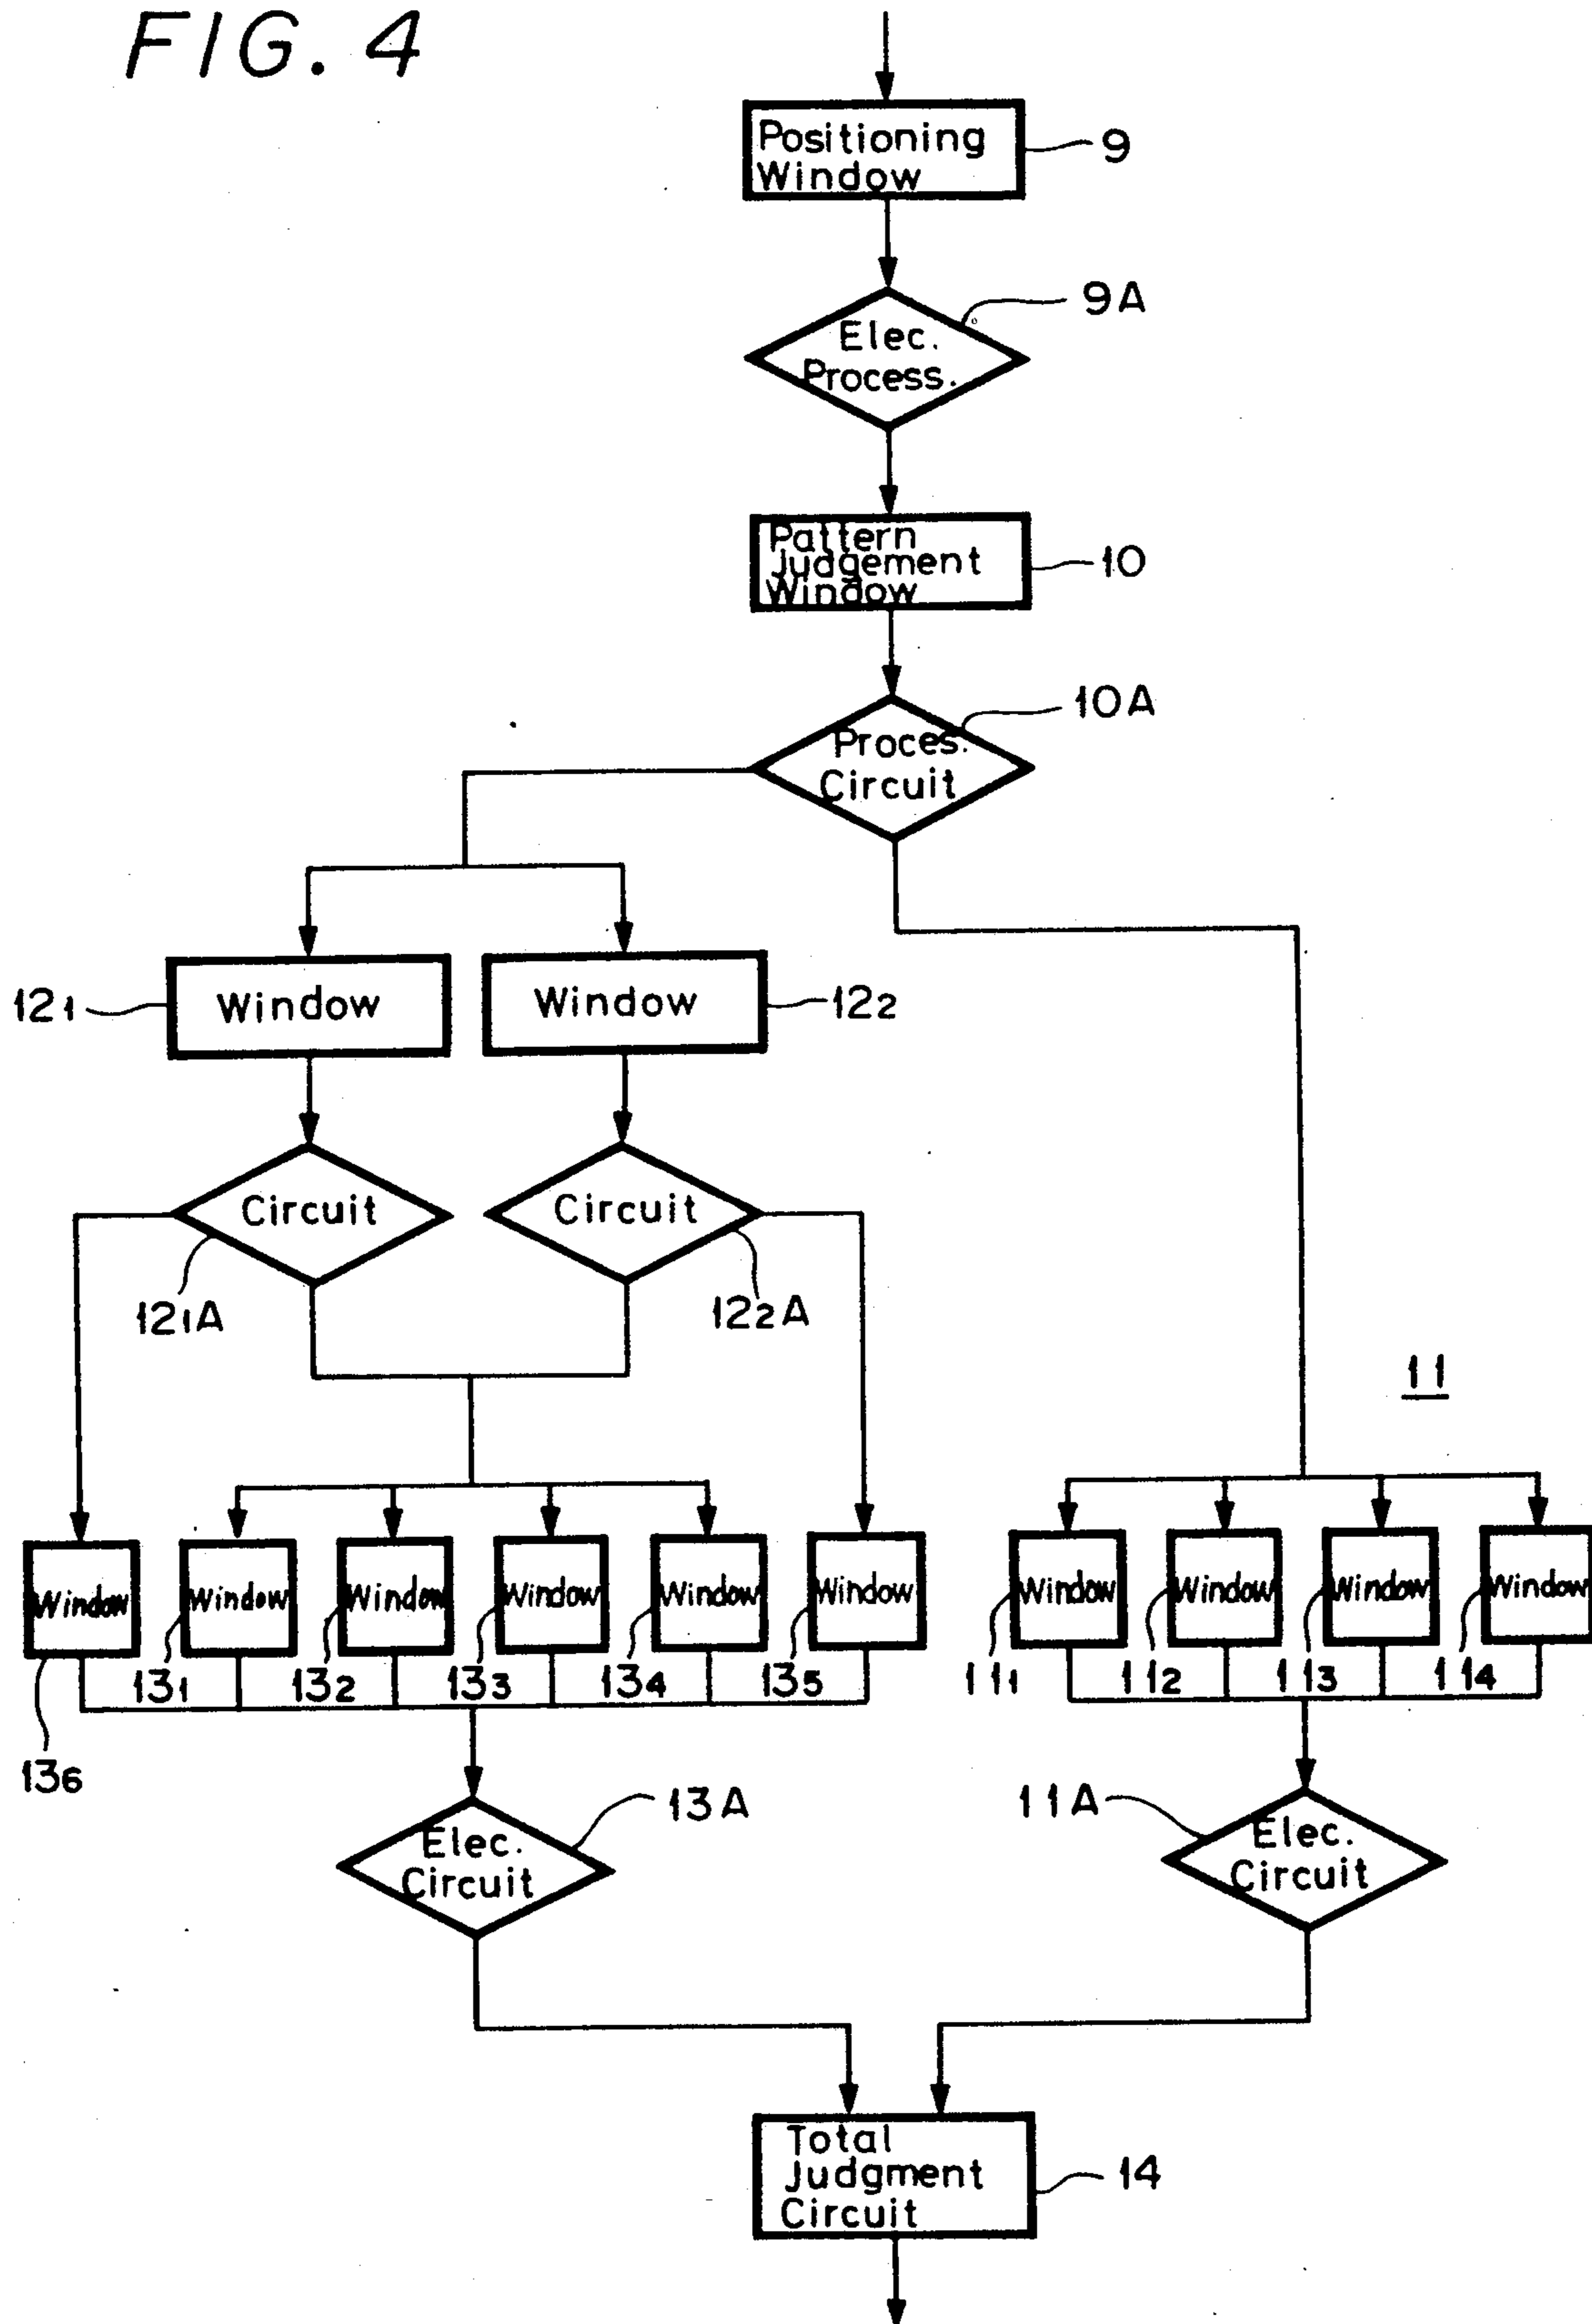 FIG. 4
Positioning
Window
9
9A
Elec.
Process.
Pattern
Judgement
Window
10
10A
Proces.
Circuit
121
Window
Window
122
Circuit
Circuit
121A
122A
11
Window
Window
Window
Window
Window
Window
Window
Window
Window
Window
131
132
133
134
135
111
112
113
114
136
13A
11A
Elec.
Circuit
Elec.
Circuit
Total
Judgment
Circuit
14